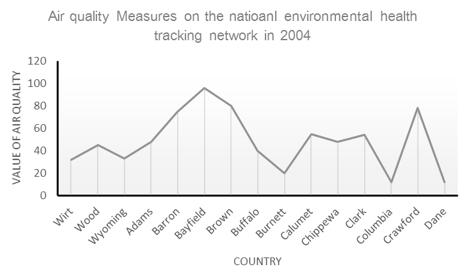 Air quality Measures on the natioanl environmental health
tracking network in 2004
VALUE OF AIR QUALITY
120
100
80
60
40
20
0
Wirt
Wood
Wyoming
Adams
Barron
Bayfield
Brown
Buffalo
Burnett
Calumet
Chippewa
Clark
Columbia
Crawford
Dane
COUNTRY